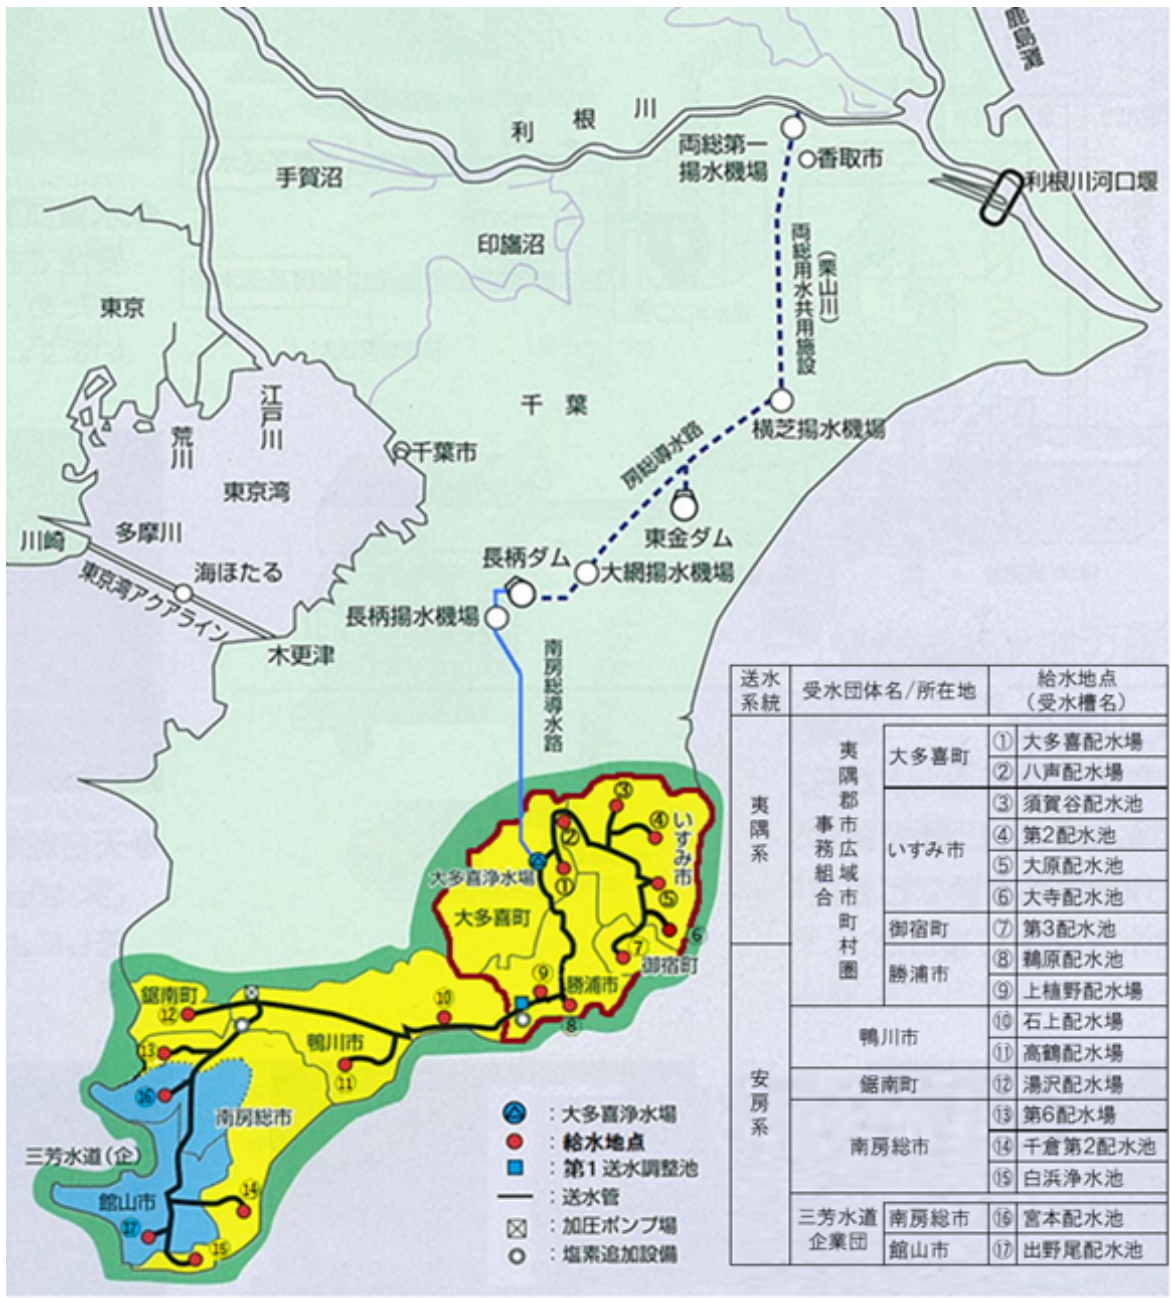 鹿島灘
利根川
両総第一
揚水機場
香取市
手賀沼
利根川河口堰
印旛沼
両総用水共用施設
(栗山川)
東京
江戸川
荒川
千葉
横芝揚水機場
千葉市
房総導水路
東京湾
多摩川
川崎
東金ダム
長柄ダム
海ほたる
大網揚水機場
東京湾アクアライン
長柄揚水機場
木更津
南房総導水路
③
④
②
いすみ市
大多喜浄水場
①
⑤
大多喜町
⑥
⑦
御宿町
⑨
勝浦市
鋸南町
⑫
⑩
⑧
鴨川市
⑬
⑪
⑯
南房総市
三芳水道(企)
館山市
⑭
⑰
⑮
:大多喜浄水場
:給水地点
:第1送水調整池
:送水管
:加圧ポンプ場
:塩素追加設備
送水系統 受水団体名/所在地 給水地点(受水槽名)
夷隅系 夷隅郡市広域市町村圏事務組合 大多喜町 ① 大多喜配水場
② 八声配水場
いすみ市 ③ 須賀谷配水池
④ 第2配水池
⑤ 大原配水池
⑥ 大寺配水池
御宿町 ⑦ 第3配水池
勝浦市 ⑧ 鵜原配水池
⑨ 上植野配水場
安房系 鴨川市 ⑩ 石上配水場
⑪ 高鶴配水場
鋸南町 ⑫ 湯沢配水場
南房総市 ⑬ 第6配水場
⑭ 千倉第2配水池
⑮ 白浜浄水場
三芳水道企業団 南房総市 ⑯ 宮本配水池
館山市 ⑰ 出野尾配水池